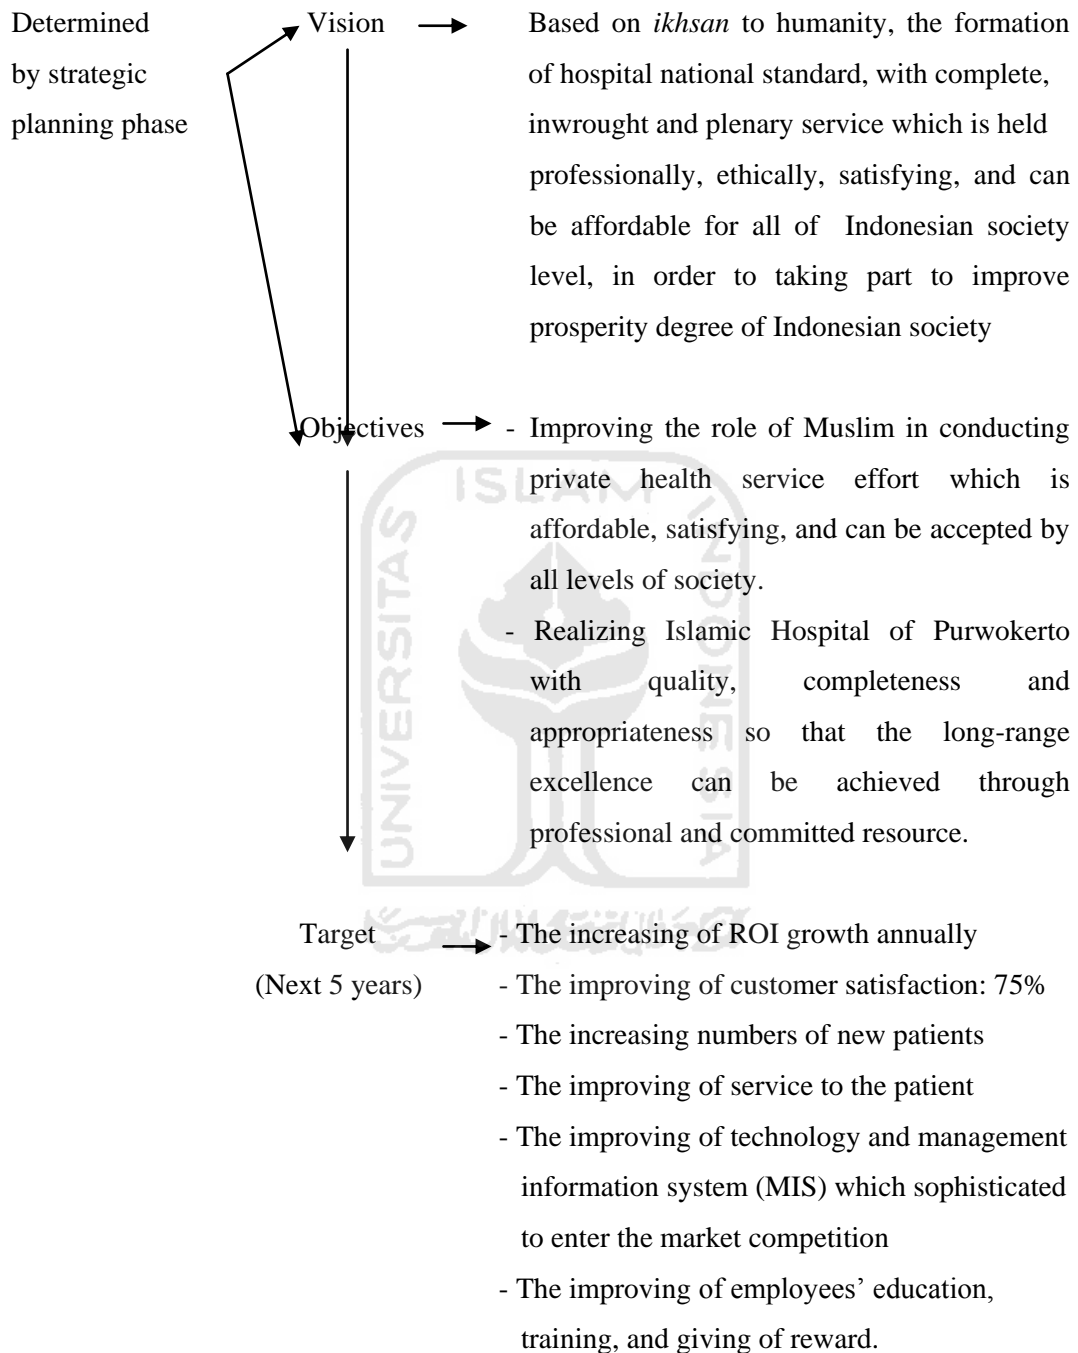 Determined Vision Based on ikhsan to humanity, the formation
by strategic of hospital national standard, with complete,
planning phase inwrought and plenary service which is held
professionally, ethically, satisfying, and can
be affordable for all of Indonesian society
level, in order to taking part to improve
prosperity degree of Indonesian society
Objectives - Improving the role of Muslim in conducting
private health service effort which is
affordable, satisfying, and can be accepted by
all levels of society.
- Realizing Islamic Hospital of Purwokerto
with quality, completeness and
appropriateness so that the long-range
excellence can be achieved through
professional and committed resource.
Target - The increasing of ROI growth annually
(Next 5 years) - The improving of customer satisfaction: 75%
- The increasing numbers of new patients
- The improving of service to the patient
- The improving of technology and management
information system (MIS) which sophisticated
to enter the market competition
- The improving of employees’ education,
training, and giving of reward.
UNIVERSITAS
ISLAM
INDONESIA